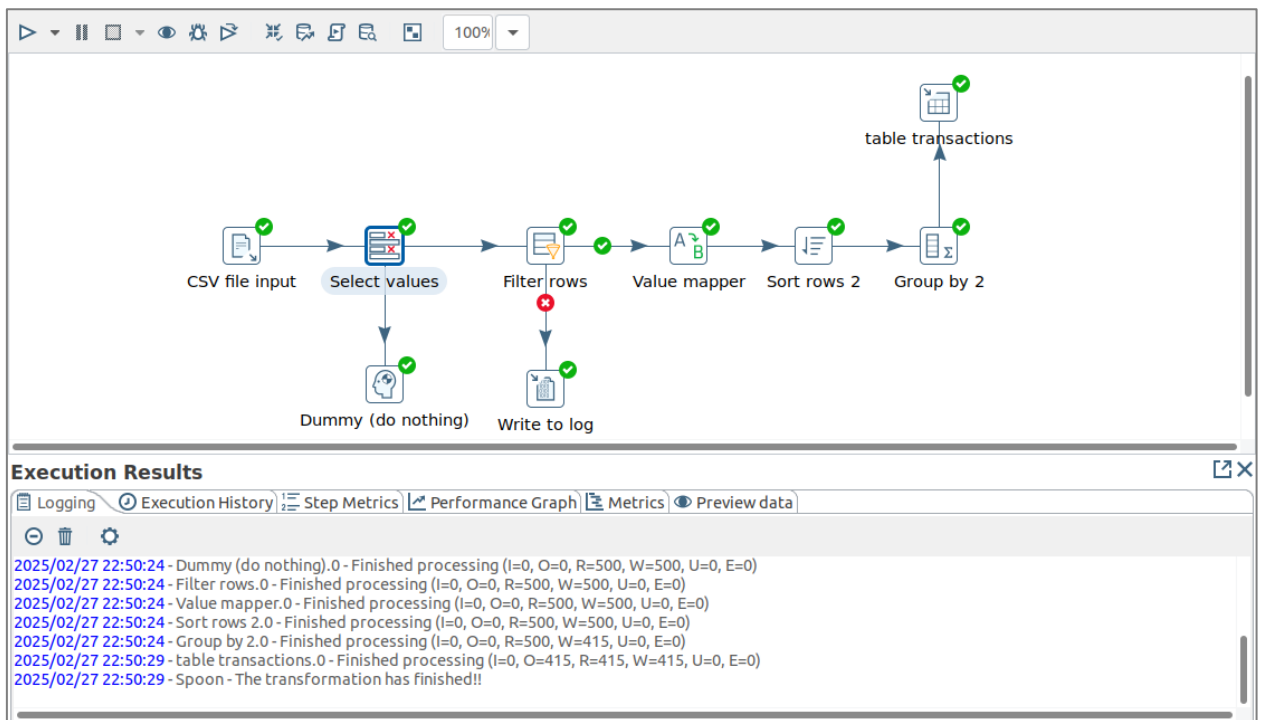 100%
table transactions
CSV file input
Select values
Filter rows
A
B
Value mapper
Sort rows 2
Σ
Group by 2
Dummy (do nothing)
Write to log
Execution Results
Logging Execution History Step Metrics Performance Graph Metrics Preview data
2025/02/27 22:50:24 - Dummy (do nothing).0 - Finished processing (I=0, O=0, R=500, W=500, U=0, E=0)
2025/02/27 22:50:24 - Filter rows.0 - Finished processing (I=0, O=0, R=500, W=500, U=0, E=0)
2025/02/27 22:50:24 - Value mapper.0 - Finished processing (I=0, O=0, R=500, W=500, U=0, E=0)
2025/02/27 22:50:24 - Sort rows 2.0 - Finished processing (I=0, O=0, R=500, W=500, U=0, E=0)
2025/02/27 22:50:24 - Group by 2.0 - Finished processing (I=0, O=0, R=500, W=415, U=0, E=0)
2025/02/27 22:50:29 - table transactions.0 - Finished processing (I=0, O=415, R=415, W=415, U=0, E=0)
2025/02/27 22:50:29 - Spoon - The transformation has finished!!